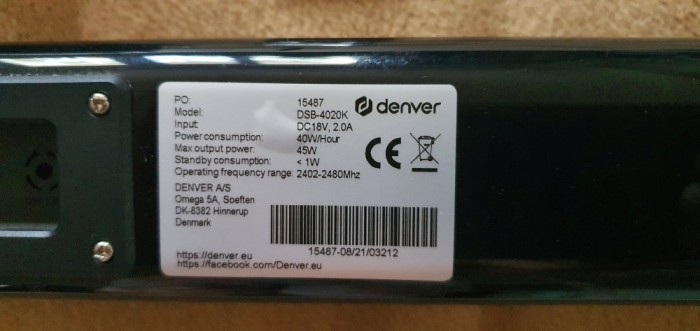 PO: 15487
denver
Model: DSB-4020K
Input: DC18V, 2.0A
Power consumption: 40W/Hour
Max output power: 45W
Standby consumption: < 1W
Operating frequency range: 2402-2480Mhz
CE
DENVER A/S
Omega 5A, Soeften
DK-8382 Hinnerup
Denmark
15487-08/21/03212
https://denver.eu
https://facebook.com/Denver.eu